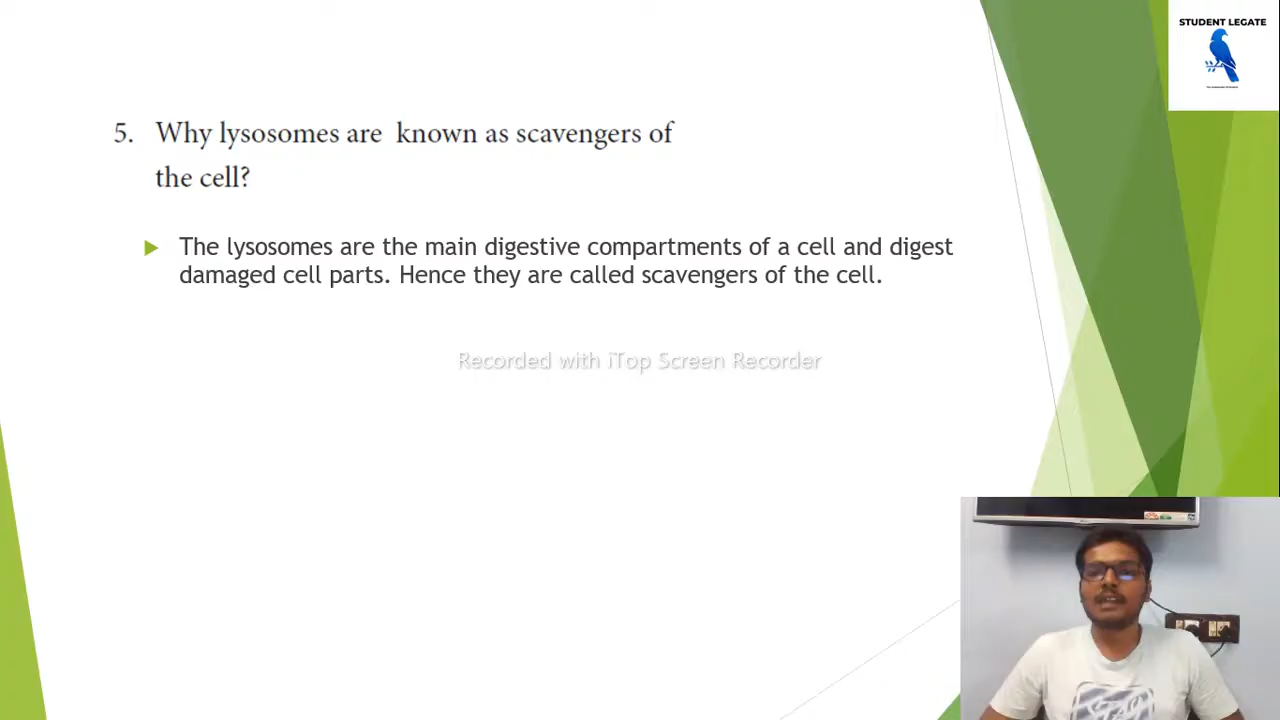 STUDENT LEGATE
5. Why lysosomes are known as scavengers of
the cell?
The lysosomes are the main digestive compartments of a cell and digest
damaged cell parts. Hence they are called scavengers of the cell.
Recorded with iTop Screen Recorder